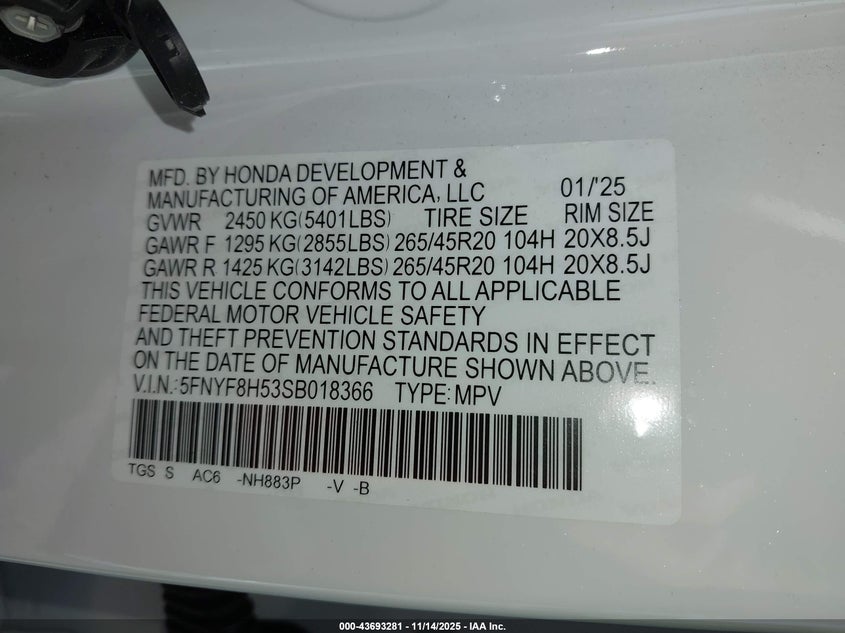 MFD. BY HONDA DEVELOPMENT &
MANUFACTURING OF AMERICA, LLC 01/'25
GVWR 2450 KG(5401LBS) TIRE SIZE RIM SIZE
GAWR F 1295 KG(2855LBS) 265/45R20 104H 20X8.5J
GAWR R 1425 KG(3142LBS) 265/45R20 104H 20X8.5J
THIS VEHICLE CONFORMS TO ALL APPLICABLE
FEDERAL MOTOR VEHICLE SAFETY
AND THEFT PREVENTION STANDARDS IN EFFECT
ON THE DATE OF MANUFACTURE SHOWN ABOVE.
V.I.N.:5FNYF8H53SB018366 TYPE:MPV
TGS S AC6 -NH883P -V -B
000-43693281 - 11/14/2025 - IAA Inc.